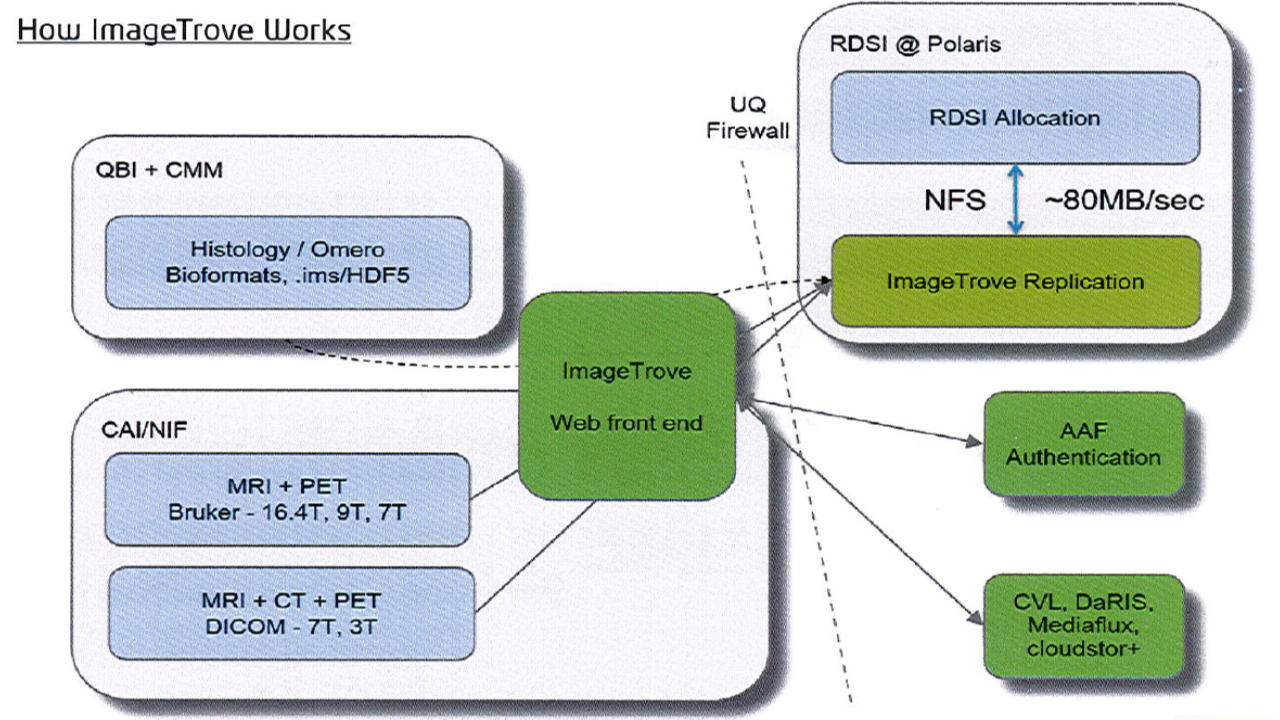 How ImageTrove Works
RDSI @ Polaris
RDSI Allocation
UQ
Firewall
NFS
~80MB/sec
ImageTrove Replication
QBI + CMM
Histology / Omero
Bioformats, .ims/HDF5
ImageTrove
Web front end
CAI/NIF
MRI + PET
Bruker - 16.4T, 9T, 7T
MRI + CT + PET
DICOM - 7T, 3T
AAF
Authentication
CVL, DaRIS,
Mediaflux,
cloudstor+